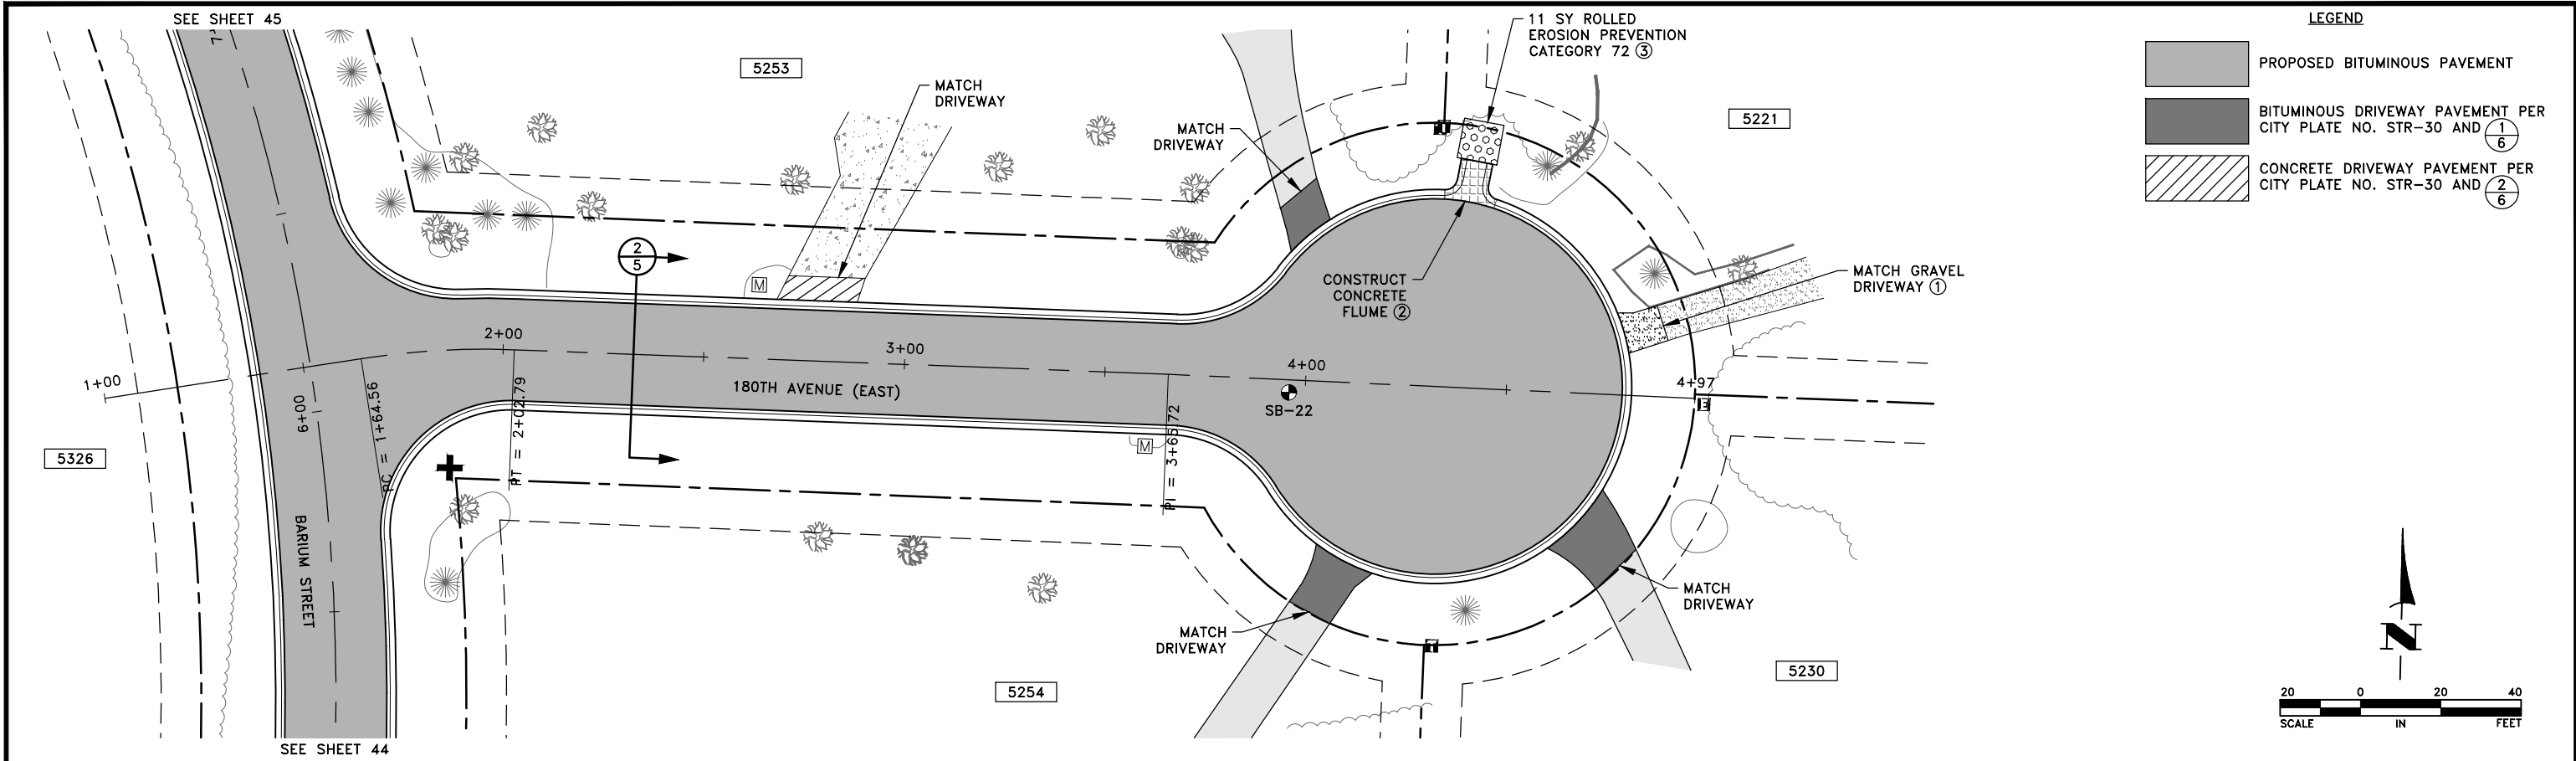 SEE SHEET 45
5253
MATCH
DRIVEWAY
11 SY ROLLED
EROSION PREVENTION
CATEGORY 72 ③
MATCH
DRIVEWAY
5221
LEGEND
PROPOSED BITUMINOUS PAVEMENT
BITUMINOUS DRIVEWAY PAVEMENT PER
CITY PLATE NO. STR-30 AND 1
6
CONCRETE DRIVEWAY PAVEMENT PER
CITY PLATE NO. STR-30 AND 2
6
2
5
M
CONSTRUCT
CONCRETE
FLUME ②
MATCH GRAVEL
DRIVEWAY ①
1+00
2+00
3+00
4+00
4+97
180TH AVENUE (EAST)
SB-22
E
PC = 1+64.56
PT = 2+02.79
PI = 3+65.72
M
6+00
BARIUM STREET
5326
MATCH
DRIVEWAY
MATCH
DRIVEWAY
5254
5230
N
20 0 20 40
SCALE IN FEET
SEE SHEET 44